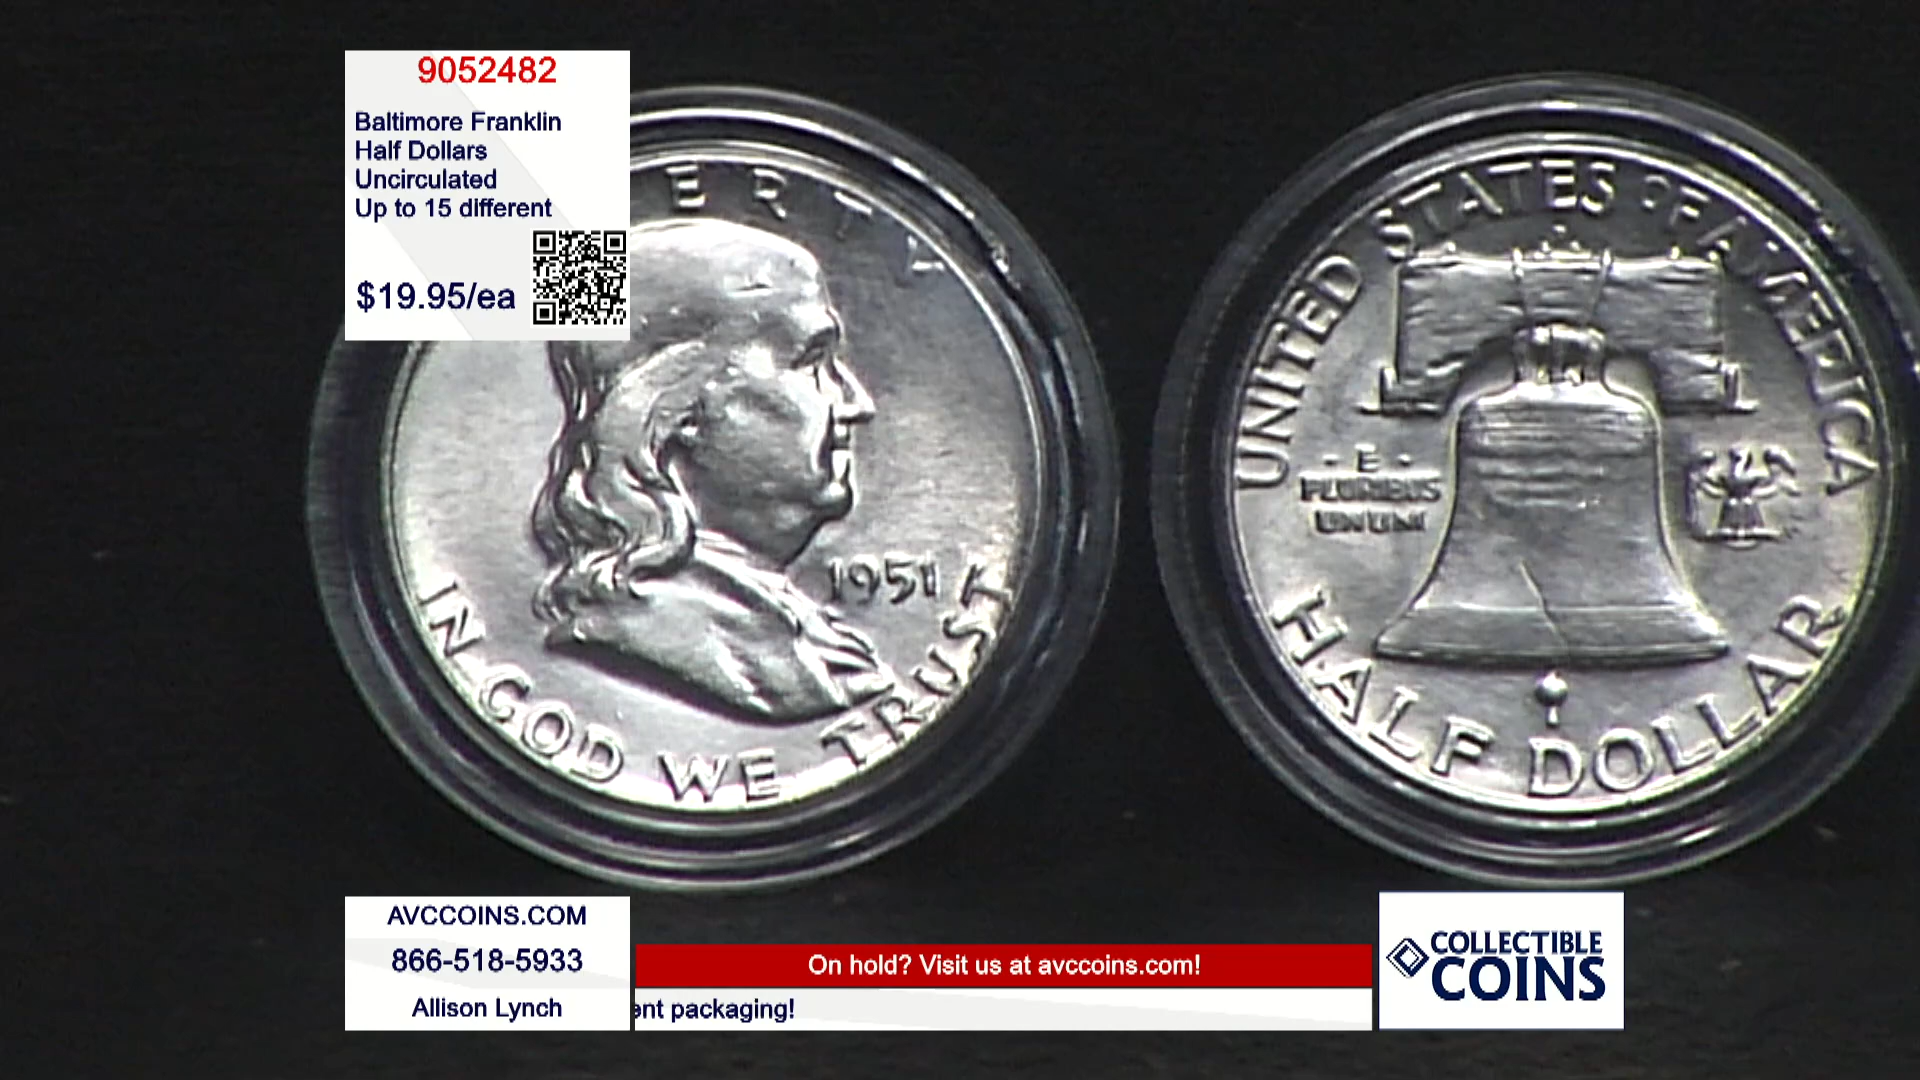 9052482
Baltimore Franklin
Half Dollars
Uncirculated
Up to 15 different
$19.95/ea
ERTY
1951
IN GOD WE TRUST
UNITED STATES OF AMERICA
· E ·
PLURIBUS
UNUM
HALF DOLLAR
AVCCOINS.COM
866-518-5933
Allison Lynch
On hold? Visit us at avccoins.com!
ent packaging!
COLLECTIBLE
COINS